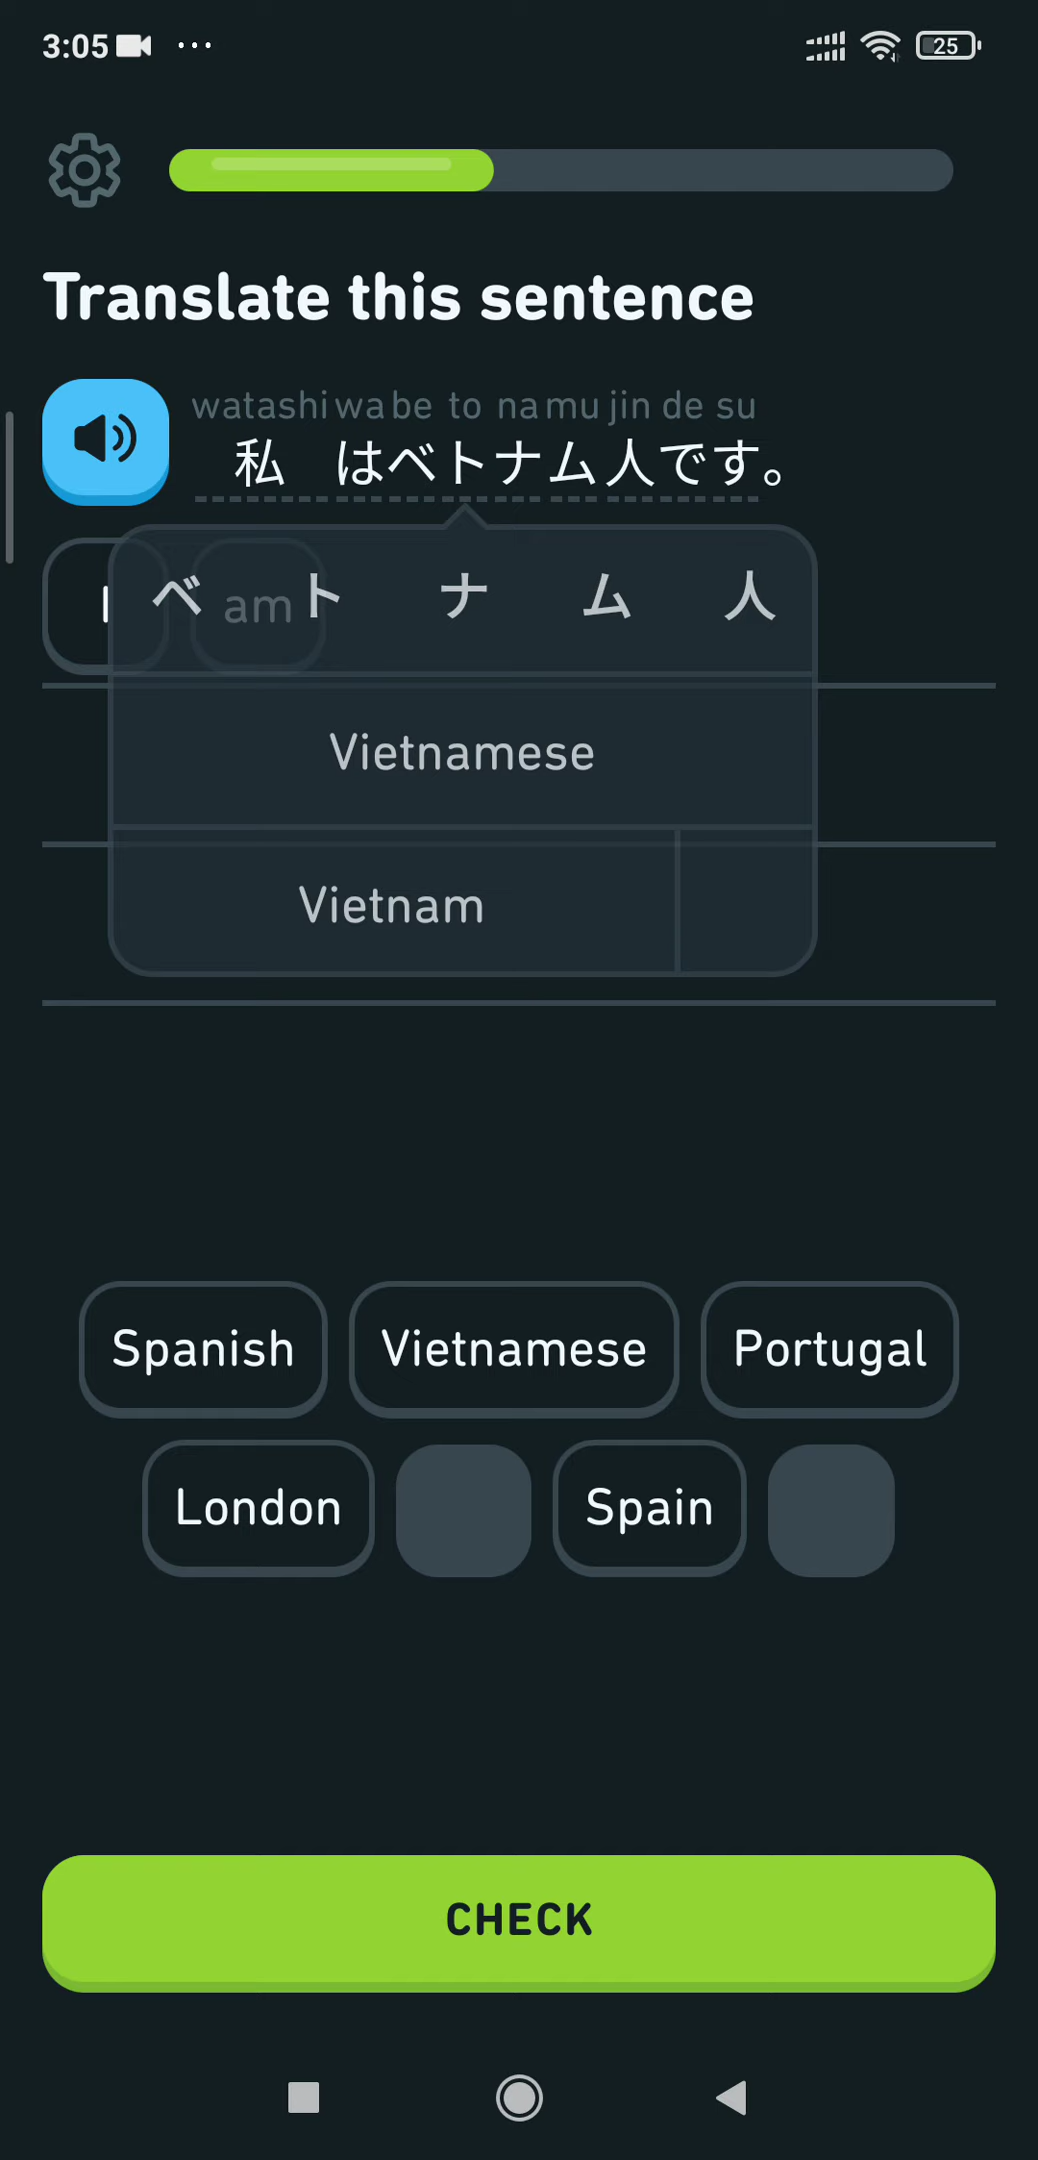 3:05
25
Translate this sentence
watashi wa be to na mu jin de su
私はベトナム人です。
I am
ベトナム人
Vietnamese
Vietnam
Spanish Vietnamese Portugal
London Spain
CHECK